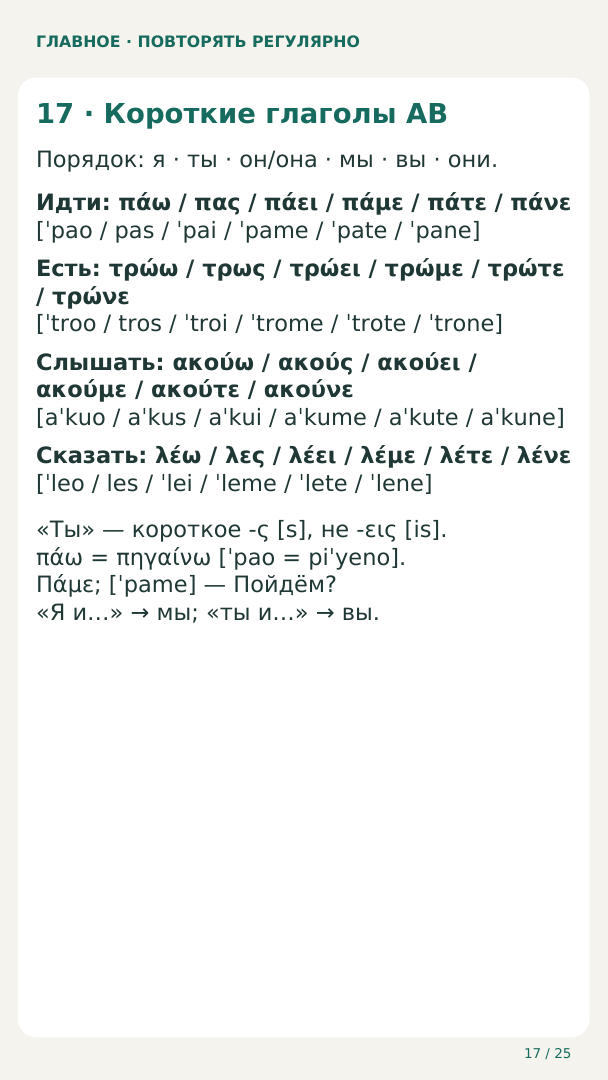 ГЛАВНОЕ · ПОВТОРЯТЬ РЕГУЛЯРНО
17 · Короткие глаголы АВ
Порядок: я · ты · он/она · мы · вы · они.
Идти: πάω / πας / πάει / πάμε / πάτε / πάνε
[ˈpao / pas / ˈpai / ˈpame / ˈpate / ˈpane]
Есть: τρώω / τρως / τρώει / τρώμε / τρώτε
/ τρώνε
[ˈtroo / tros / ˈtroi / ˈtrome / ˈtrote / ˈtrone]
Слышать: ακούω / ακούς / ακούει /
ακούμε / ακούτε / ακούνε
[aˈkuo / aˈkus / aˈkui / aˈkume / aˈkute / aˈkune]
Сказать: λέω / λες / λέει / λέμε / λέτε / λένε
[ˈleo / les / ˈlei / ˈleme / ˈlete / ˈlene]
«Ты» — короткое -ς [s], не -εις [is].
πάω = πηγαίνω [ˈpao = piˈyeno].
Πάμε; [ˈpame] — Пойдём?
«Я и…» → мы; «ты и…» → вы.
17 / 25